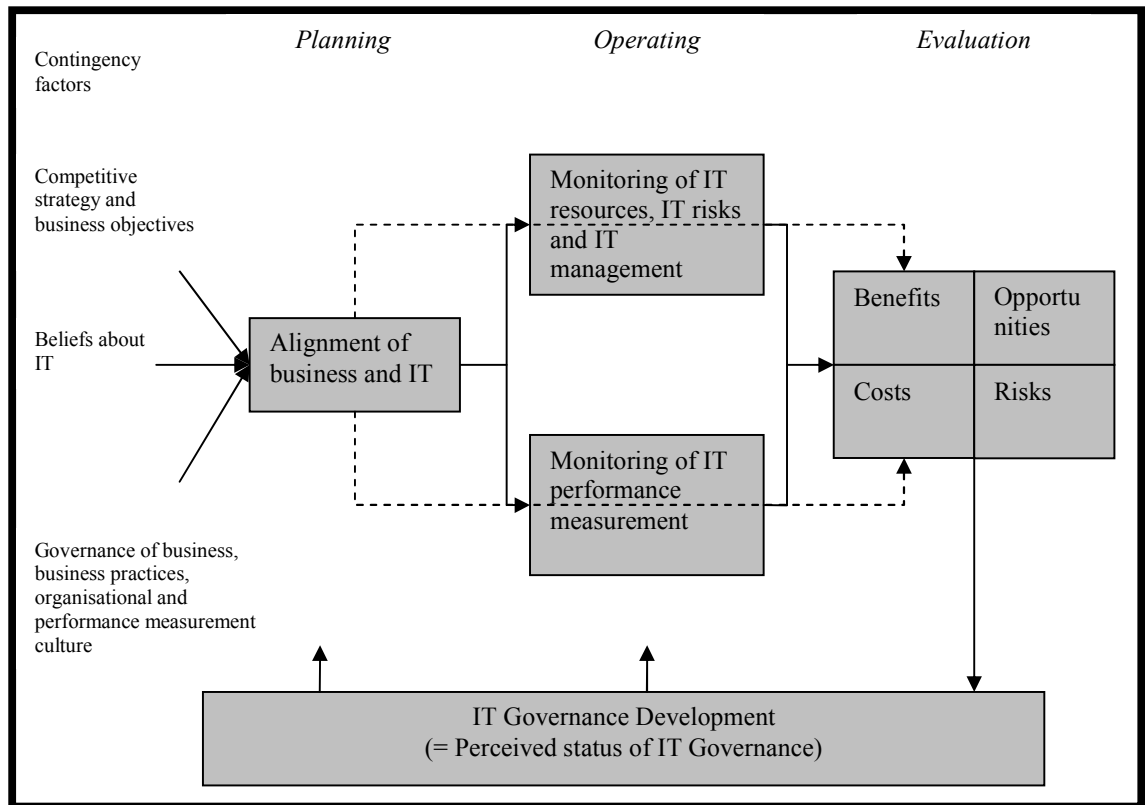 Planning
Operating
Evaluation
Contingency
factors
Competitive
strategy and
business objectives
Beliefs about
IT
Governance of business,
business practices,
organisational and
performance measurement
culture
Alignment of
business and IT
Monitoring of IT
resources, IT risks
and IT
management
Monitoring of IT
performance
measurement
Benefits
Opportu
nities
Costs
Risks
IT Governance Development
(= Perceived status of IT Governance)